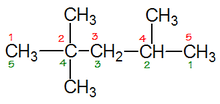 CH₃ CH₃
1 2 3 4 5
CH₃ C CH₂ CH CH₃
5 4 3 2 1
CH₃